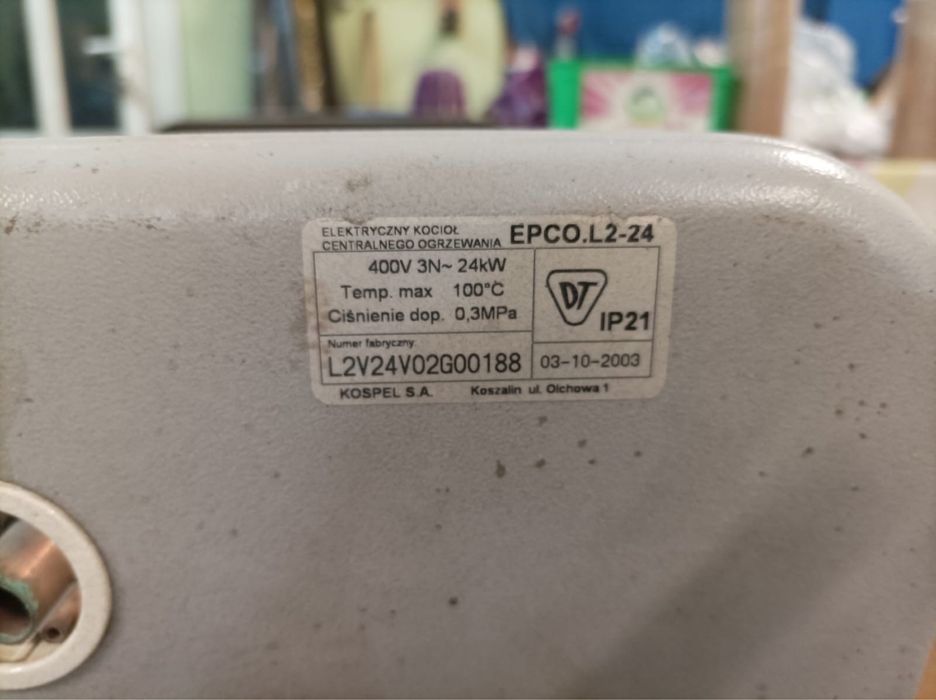 ELEKTRYCZNY KOCIOŁ
CENTRALNEGO OGRZEWANIA EPCO.L2-24
400V 3N~ 24kW
Temp. max 100°C
Ciśnienie dop. 0,3MPa
DT
IP21
Numer fabryczny:
L2V24V02G00188
03-10-2003
KOSPEL S.A. Koszalin ul. Olchowa 1